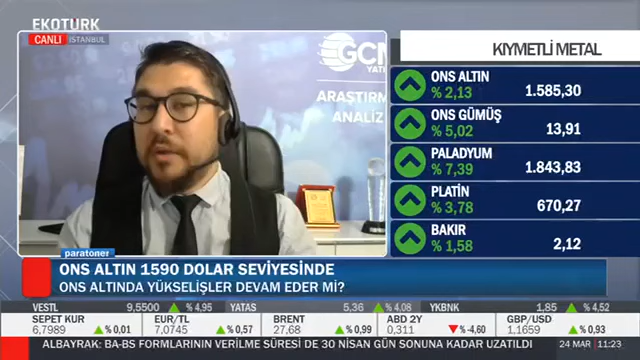 EKOTÜRK
CANLI
İSTANBUL
GCM
YATI
ARAŞTIRM
ANALİZ
KIYMETLİ METAL
ONS ALTIN
% 2,13 1.585,30
ONS GÜMÜŞ
% 5,02 13,91
PALADYUM
% 7,39 1.843,83
PLATİN
% 3,78 670,27
BAKIR
% 1,58 2,12
paratoner
ONS ALTIN 1590 DOLAR SEVİYESİNDE
ONS ALTINDA YÜKSELİŞLER DEVAM EDER Mİ?
VESTL 9,5500 % 4,95 YATAS 5,36 % 4,08 YKBNK 1,85 % 4,52
SEPET KUR EUR/TL BRENT ABD 2Y GBP/USD
6,7989 % 0,01 7,0745 % 0,57 27,68 % 0,99 0,311 % -4,60 1,1659 % 0,93
ALBAYRAK: BA-BS FORMLARININ VERİLME SÜRESİ DE 30 NİSAN GÜN SONUNA KADAR UZATILDI 24 MAR 11:23